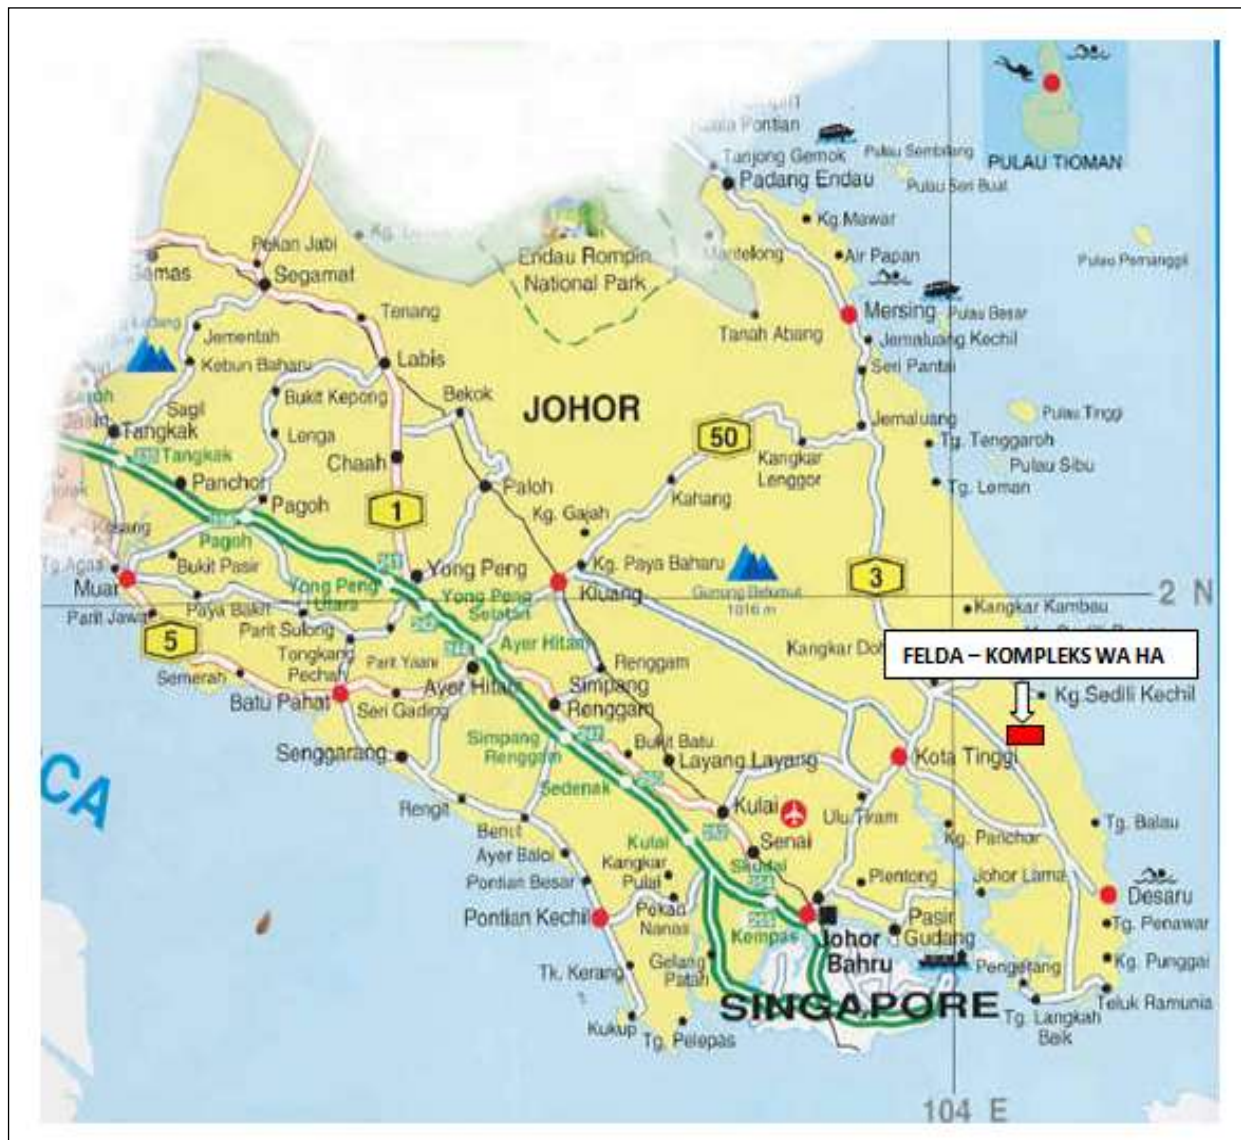 Kuala Pontian
Tanjong Gemok
Pulau Sembilang
PULAU TIOMAN
Padang Endau
Pulau Seri Buat
Kg.Mawar
Pekan Jabi
Endau Rompin
National Park
Air Papan
Pulau Pemanggil
Segamat
Tenang
Mersing
Pulau Besar
Tanah Abang
Jementah
Jemaluang Kechil
Kebun Baharu
Labis
Seri Pantai
Bukit Kepong
Bekok
JOHOR
Sagil
Jemaluang
Pulau Tinggi
Tangkak
Lenga
50
Tg. Tenggaroh
Tangkak
Chaah
Kangkar
Lenggor
Pulau Sibu
Panchor
Paloh
Kahang
Tg. Leman
Pagoh
1
Kg. Gajah
Pagoh
Bukit Pasir
Yong Peng
Kg. Paya Baharu
3
Muar
Yong Peng
Utara
Yong Peng
Selatan
Kluang
Gunung Belumut
1016 m
2 N
Parit Jawa
Paya Bakri
Kangkar Kambau
5
Parit Sulong
Ayer Hitam
FELDA – KOMPLEKS WA HA
Tongkang
Pechah
Parit Yaani
Renggam
Semerah
Ayer Hitam
Simpang
Renggam
Kg.Sedili Kechil
Batu Pahat
Seri Gading
Senggarang
Simpang
Renggam
Bukit Batu
Layang Layang
Kota Tinggi
CA
Sedenak
Rengit
Kulai
Ulu Tiram
Benut
Kulai
Senai
Kg. Panchor
Tg. Balau
Ayer Baloi
Kangkar
Pulai
Skudai
Pontian Besar
Plentong
Johor Lama
Desaru
Pontian Kechil
Pekan
Nanas
Kempas
Johor
Bahru
Pasir
Gudang
Tg. Penawar
Tk. Kerang
Gelang
Patah
Pengerang
Kg. Punggai
SINGAPORE
Teluk Ramunia
Kukup
Tg. Pelepas
Tg. Langkah
Baik
104 E